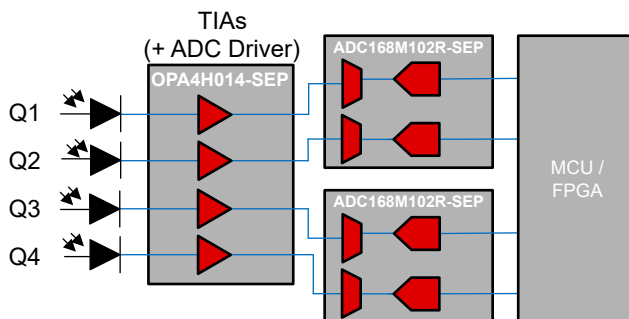 TIAs
(+ ADC Driver)
OPA4H014-SEP
ADC168M102R-SEP
Q1
Q2
Q3
Q4
ADC168M102R-SEP
MCU /
FPGA